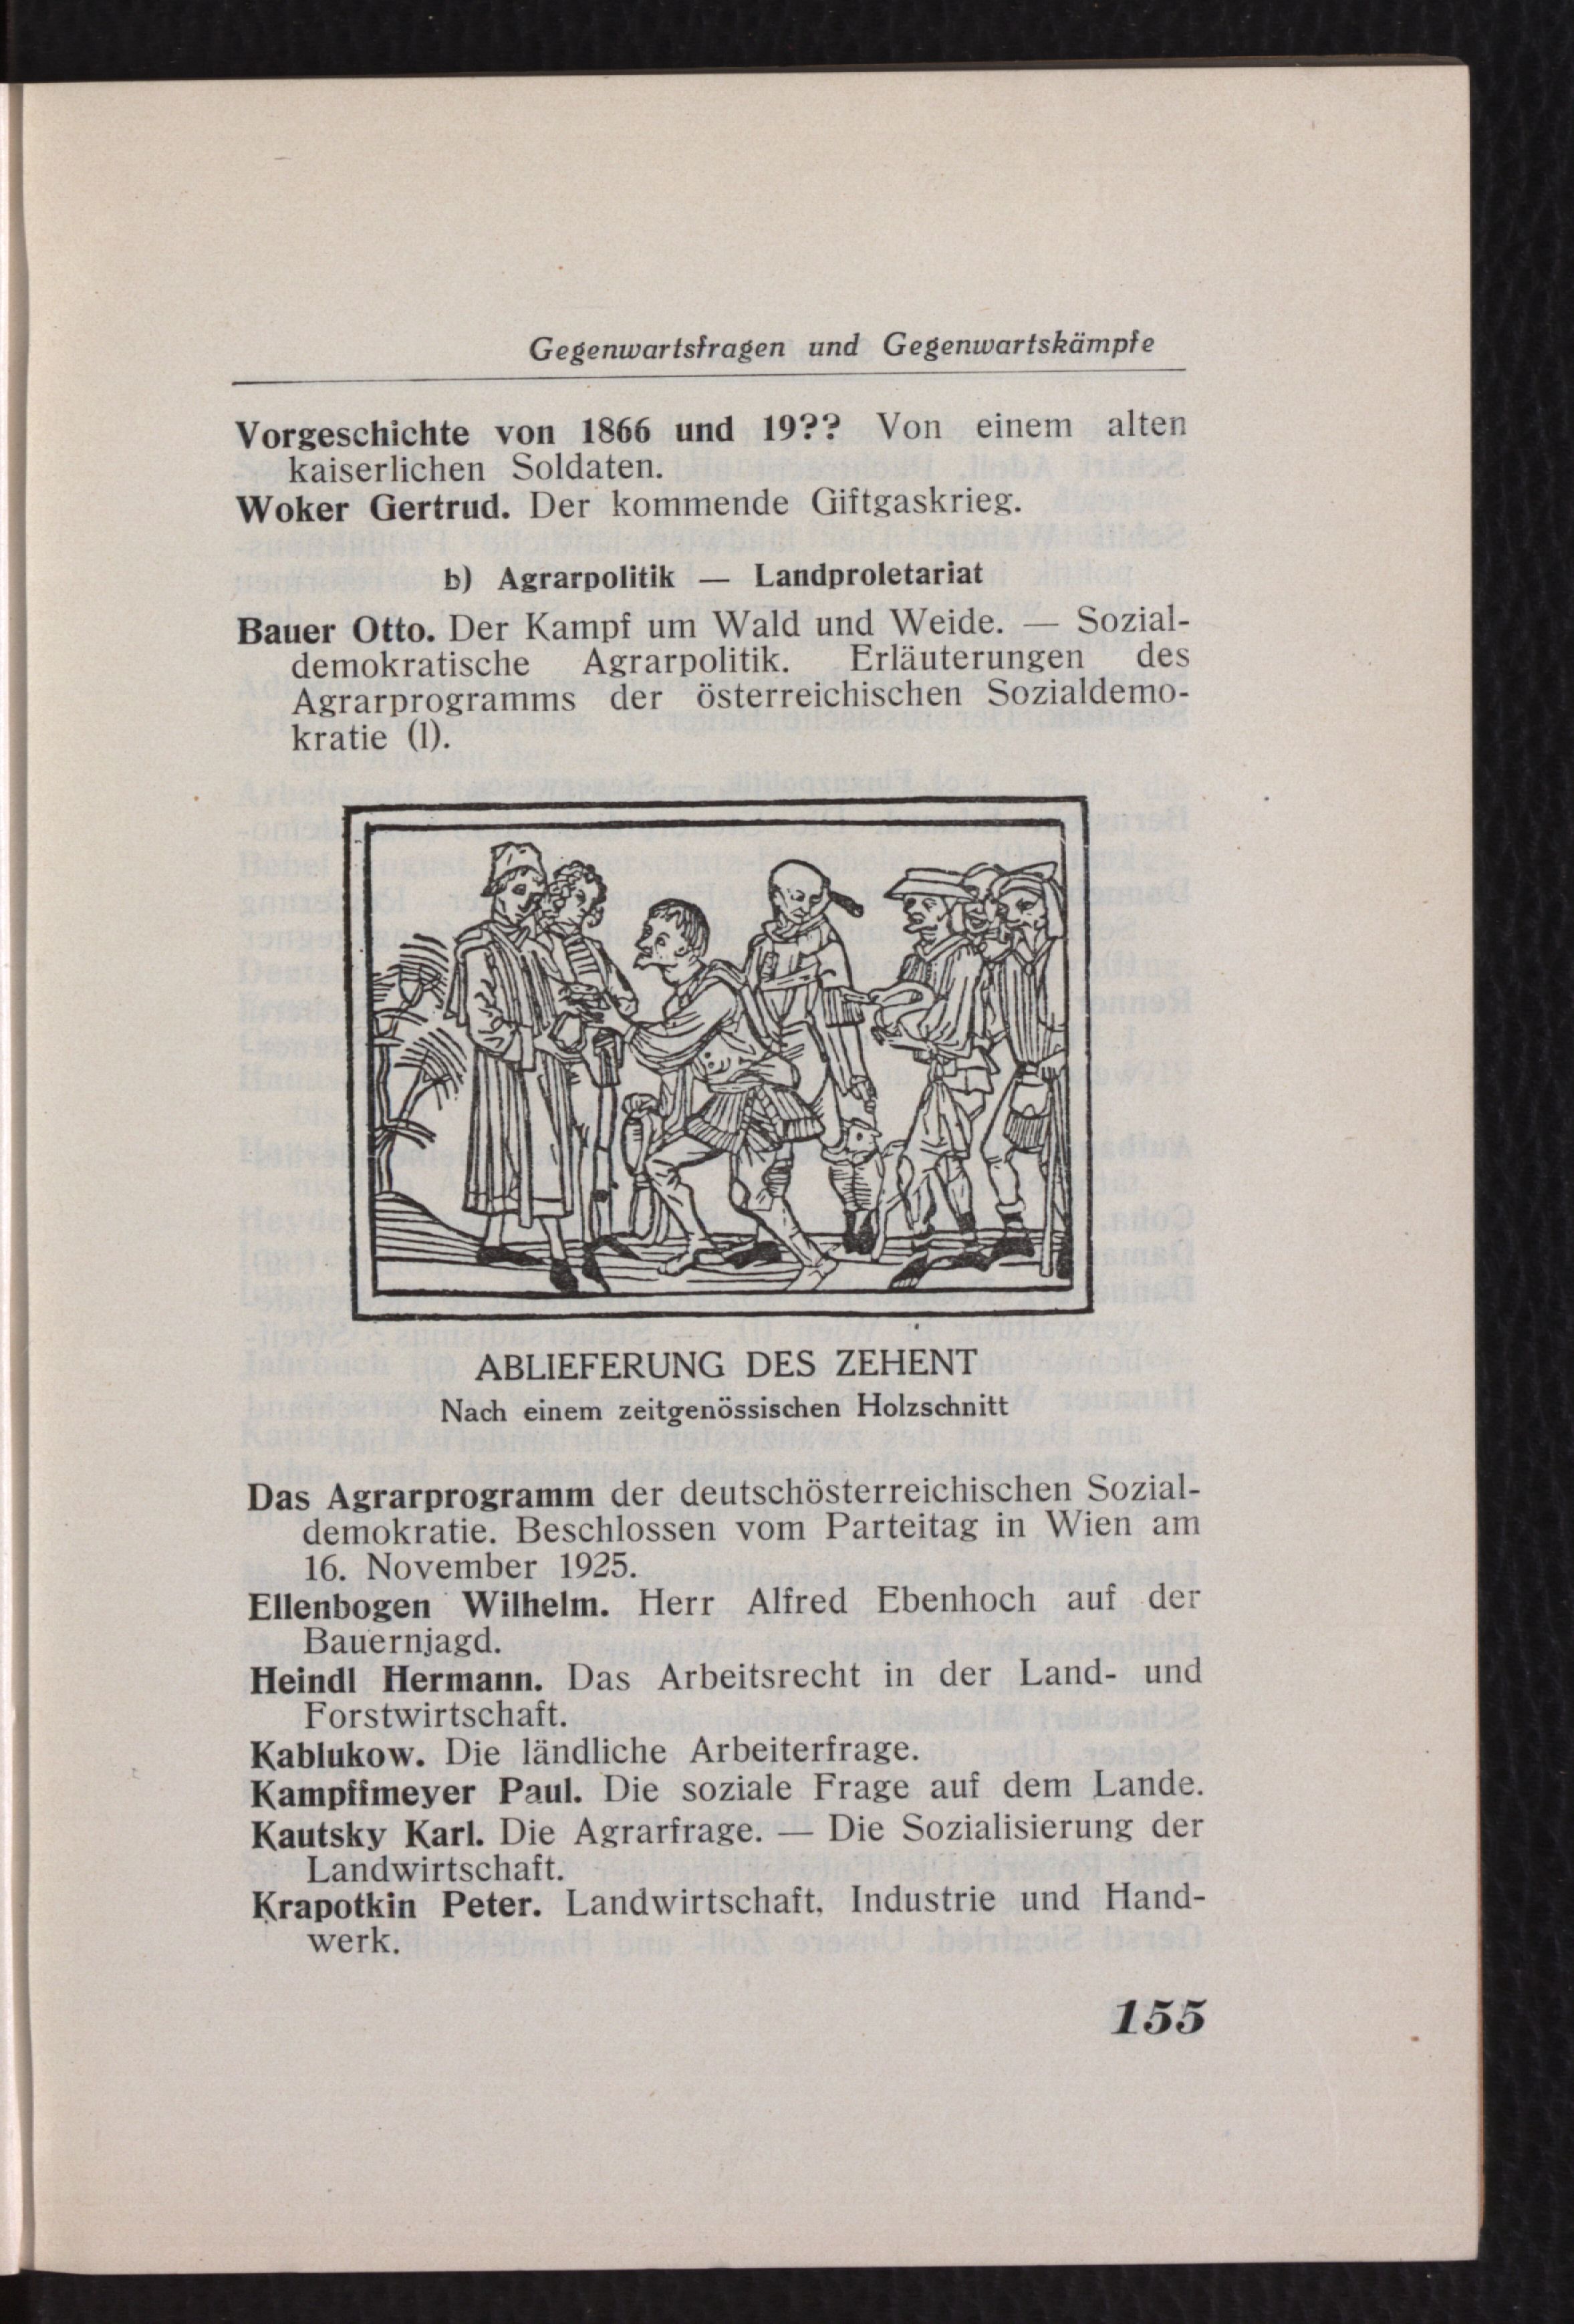 Gegenwartsfragen und Gegenwartskämpfe
Vorgeschichte von 1866 und 19?? Von einem alten
kaiserlichen Soldaten.
Woker Gertrud. Der kommende Giftgaskrieg.
b) Agrarpolitik — Landproletariat
Bauer Otto. Der Kampf um Wald und Weide. — Sozial-
demokratische Agrarpolitik. Erläuterungen des
Agrarprogramms der österreichischen Sozialdemo-
kratie (l).
ABLIEFERUNG DES ZEHENT
Nach einem zeitgenössischen Holzschnitt
Das Agrarprogramm der deutschösterreichischen Sozial-
demokratie. Beschlossen vom Parteitag in Wien am
16. November 1925.
Ellenbogen Wilhelm. Herr Alfred Ebenhoch auf der
Bauernjagd.
Heindl Hermann. Das Arbeitsrecht in der Land- und
Forstwirtschaft.
Kablukow. Die ländliche Arbeiterfrage.
Kampffmeyer Paul. Die soziale Frage auf dem Lande.
Kautsky Karl. Die Agrarfrage. — Die Sozialisierung der
Landwirtschaft.
Krapotkin Peter. Landwirtschaft, Industrie und Hand-
werk.
155